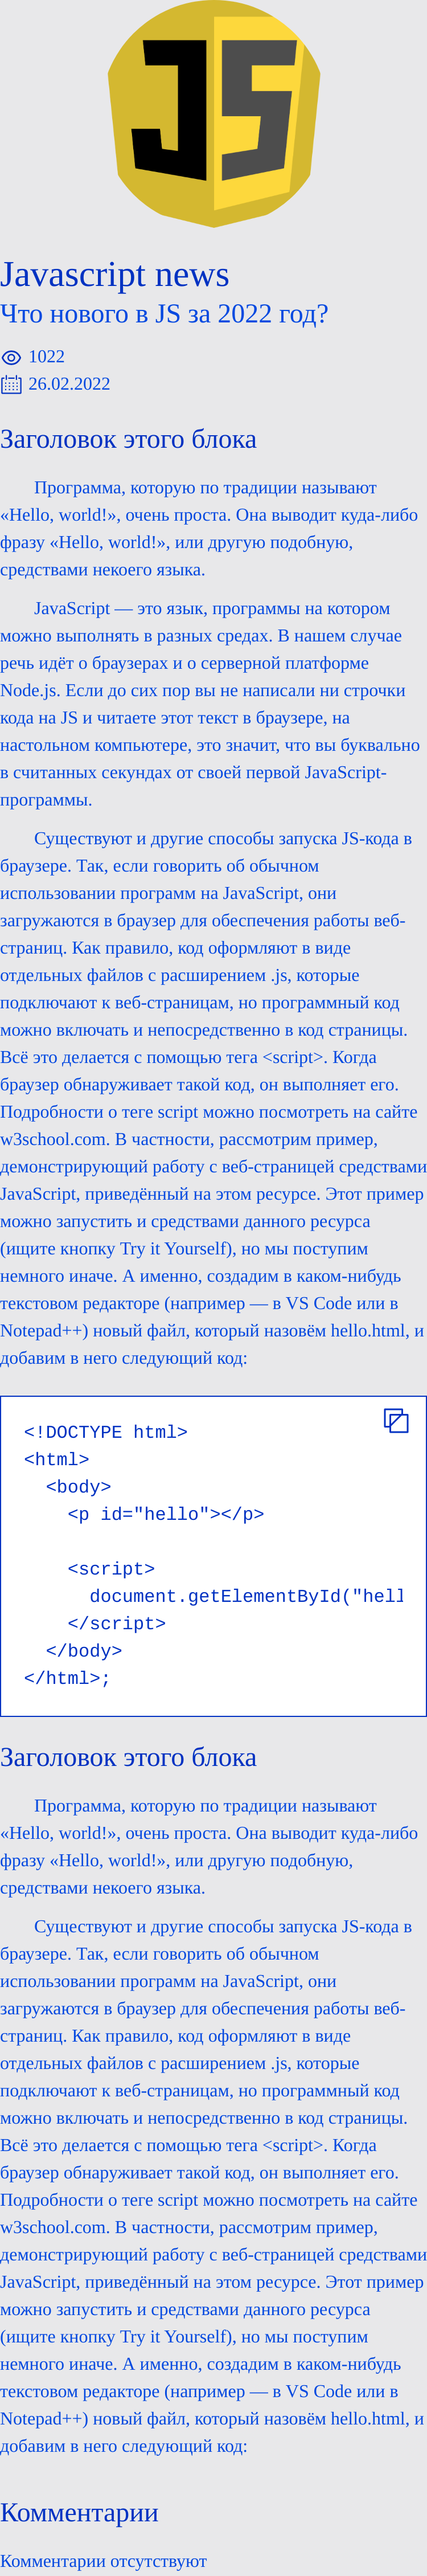 JS
Javascript news
Что нового в JS за 2022 год?
1022
26.02.2022
Заголовок этого блока
Программа, которую по традиции называют
«Hello, world!», очень проста. Она выводит куда-либо
фразу «Hello, world!», или другую подобную,
средствами некоего языка.
JavaScript — это язык, программы на котором
можно выполнять в разных средах. В нашем случае
речь идёт о браузерах и о серверной платформе
Node.js. Если до сих пор вы не написали ни строчки
кода на JS и читаете этот текст в браузере, на
настольном компьютере, это значит, что вы буквально
в считанных секундах от своей первой JavaScript-
программы.
Существуют и другие способы запуска JS-кода в
браузере. Так, если говорить об обычном
использовании программ на JavaScript, они
загружаются в браузер для обеспечения работы веб-
страниц. Как правило, код оформляют в виде
отдельных файлов с расширением .js, которые
подключают к веб-страницам, но программный код
можно включать и непосредственно в код страницы.
Всё это делается с помощью тега <script>. Когда
браузер обнаруживает такой код, он выполняет его.
Подробности о теге script можно посмотреть на сайте
w3school.com. В частности, рассмотрим пример,
демонстрирующий работу с веб-страницей средствами
JavaScript, приведённый на этом ресурсе. Этот пример
можно запустить и средствами данного ресурса
(ищите кнопку Try it Yourself), но мы поступим
немного иначе. А именно, создадим в каком-нибудь
текстовом редакторе (например — в VS Code или в
Notepad++) новый файл, который назовём hello.html, и
добавим в него следующий код:
<!DOCTYPE html>
<html>
  <body>
    <p id="hello"></p>
    <script>
      document.getElementById("hell
    </script>
  </body>
</html>;
Заголовок этого блока
Программа, которую по традиции называют
«Hello, world!», очень проста. Она выводит куда-либо
фразу «Hello, world!», или другую подобную,
средствами некоего языка.
Существуют и другие способы запуска JS-кода в
браузере. Так, если говорить об обычном
использовании программ на JavaScript, они
загружаются в браузер для обеспечения работы веб-
страниц. Как правило, код оформляют в виде
отдельных файлов с расширением .js, которые
подключают к веб-страницам, но программный код
можно включать и непосредственно в код страницы.
Всё это делается с помощью тега <script>. Когда
браузер обнаруживает такой код, он выполняет его.
Подробности о теге script можно посмотреть на сайте
w3school.com. В частности, рассмотрим пример,
демонстрирующий работу с веб-страницей средствами
JavaScript, приведённый на этом ресурсе. Этот пример
можно запустить и средствами данного ресурса
(ищите кнопку Try it Yourself), но мы поступим
немного иначе. А именно, создадим в каком-нибудь
текстовом редакторе (например — в VS Code или в
Notepad++) новый файл, который назовём hello.html, и
добавим в него следующий код:
Комментарии
Комментарии отсутствуют